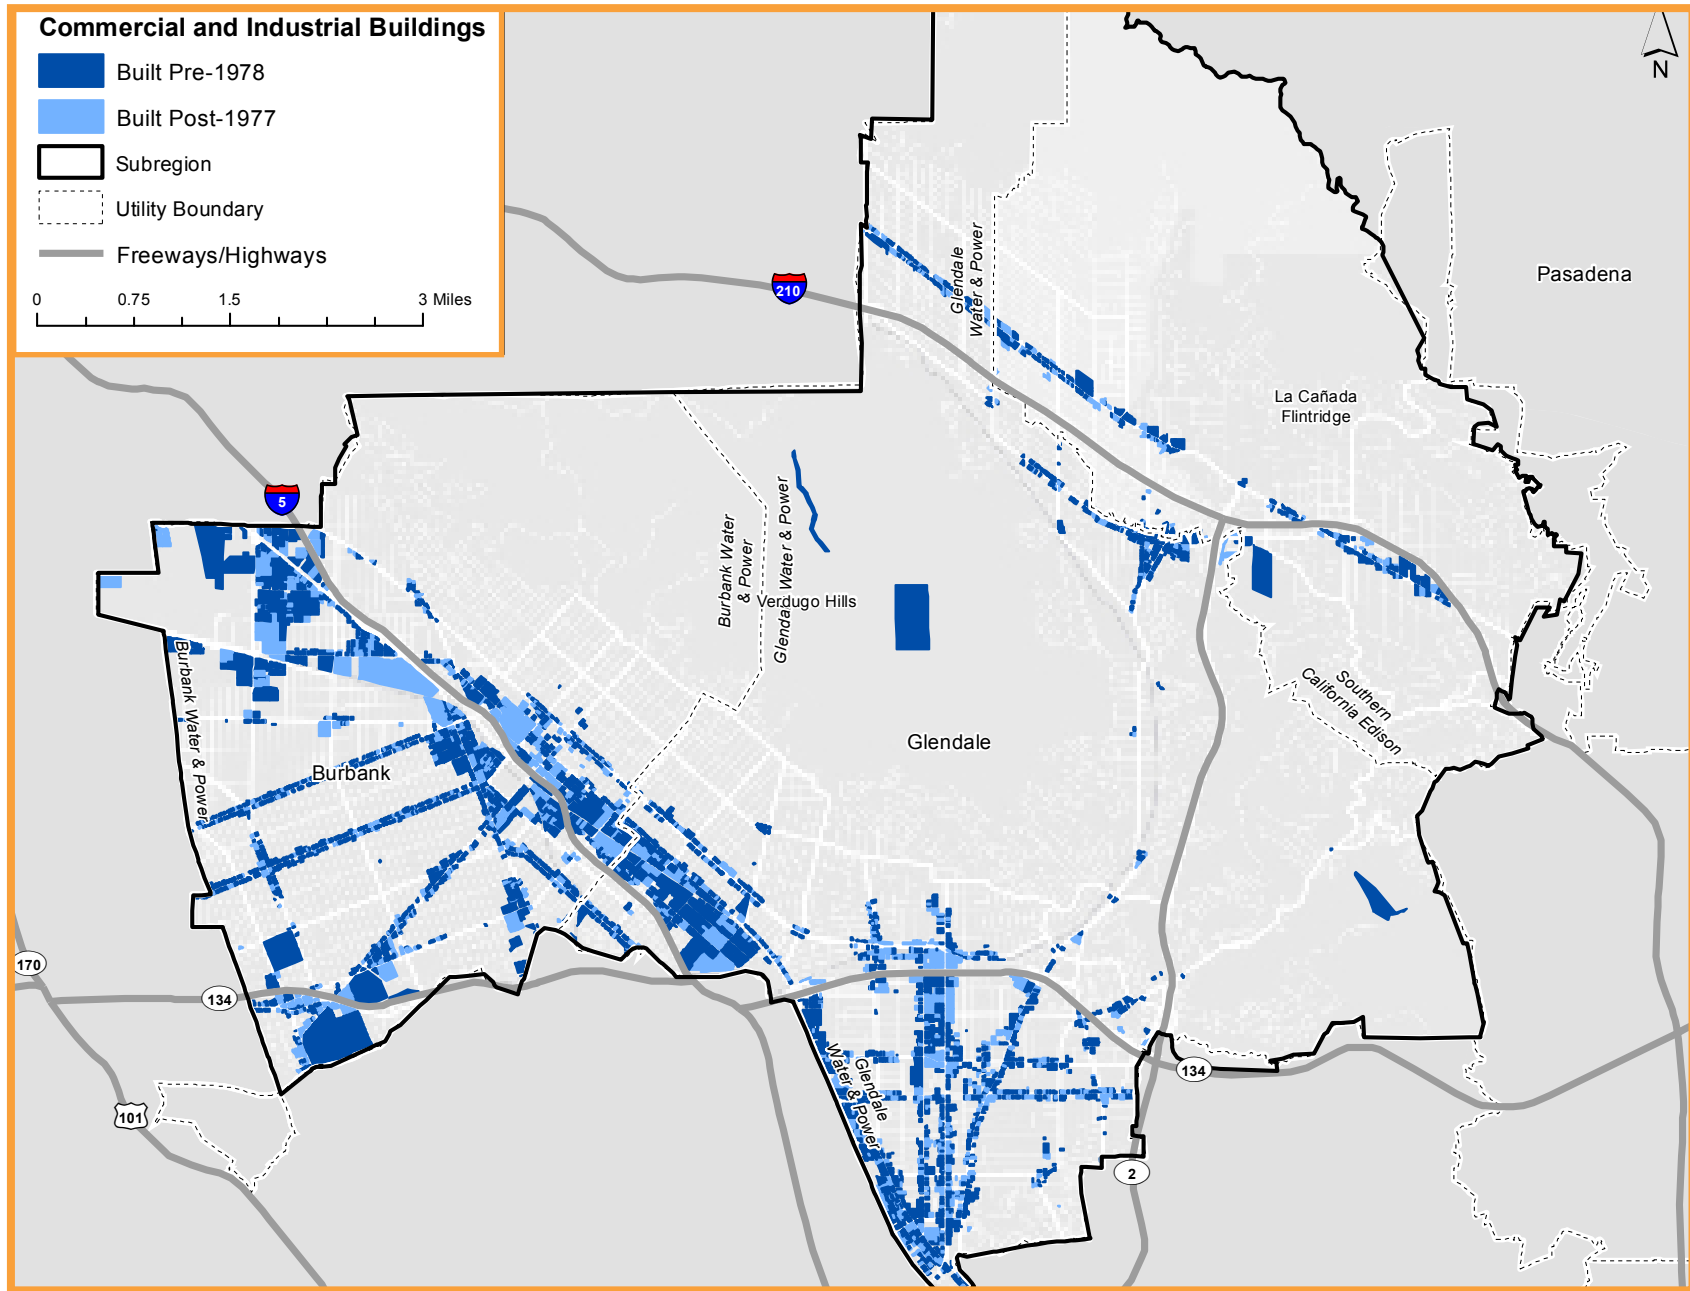 Commercial and Industrial Buildings
Built Pre-1978
Built Post-1977
Subregion
Utility Boundary
Freeways/Highways
0 0.75 1.5 3 Miles
N
Pasadena
210
Glendale
Water & Power
La Cañada
Flintridge
5
Burbank Water
& Power
Glendale Water & Power
Verdugo Hills
Burbank Water & Power
Southern
California Edison
Glendale
Burbank
170
134
Glendale
Water & Power
134
101
2